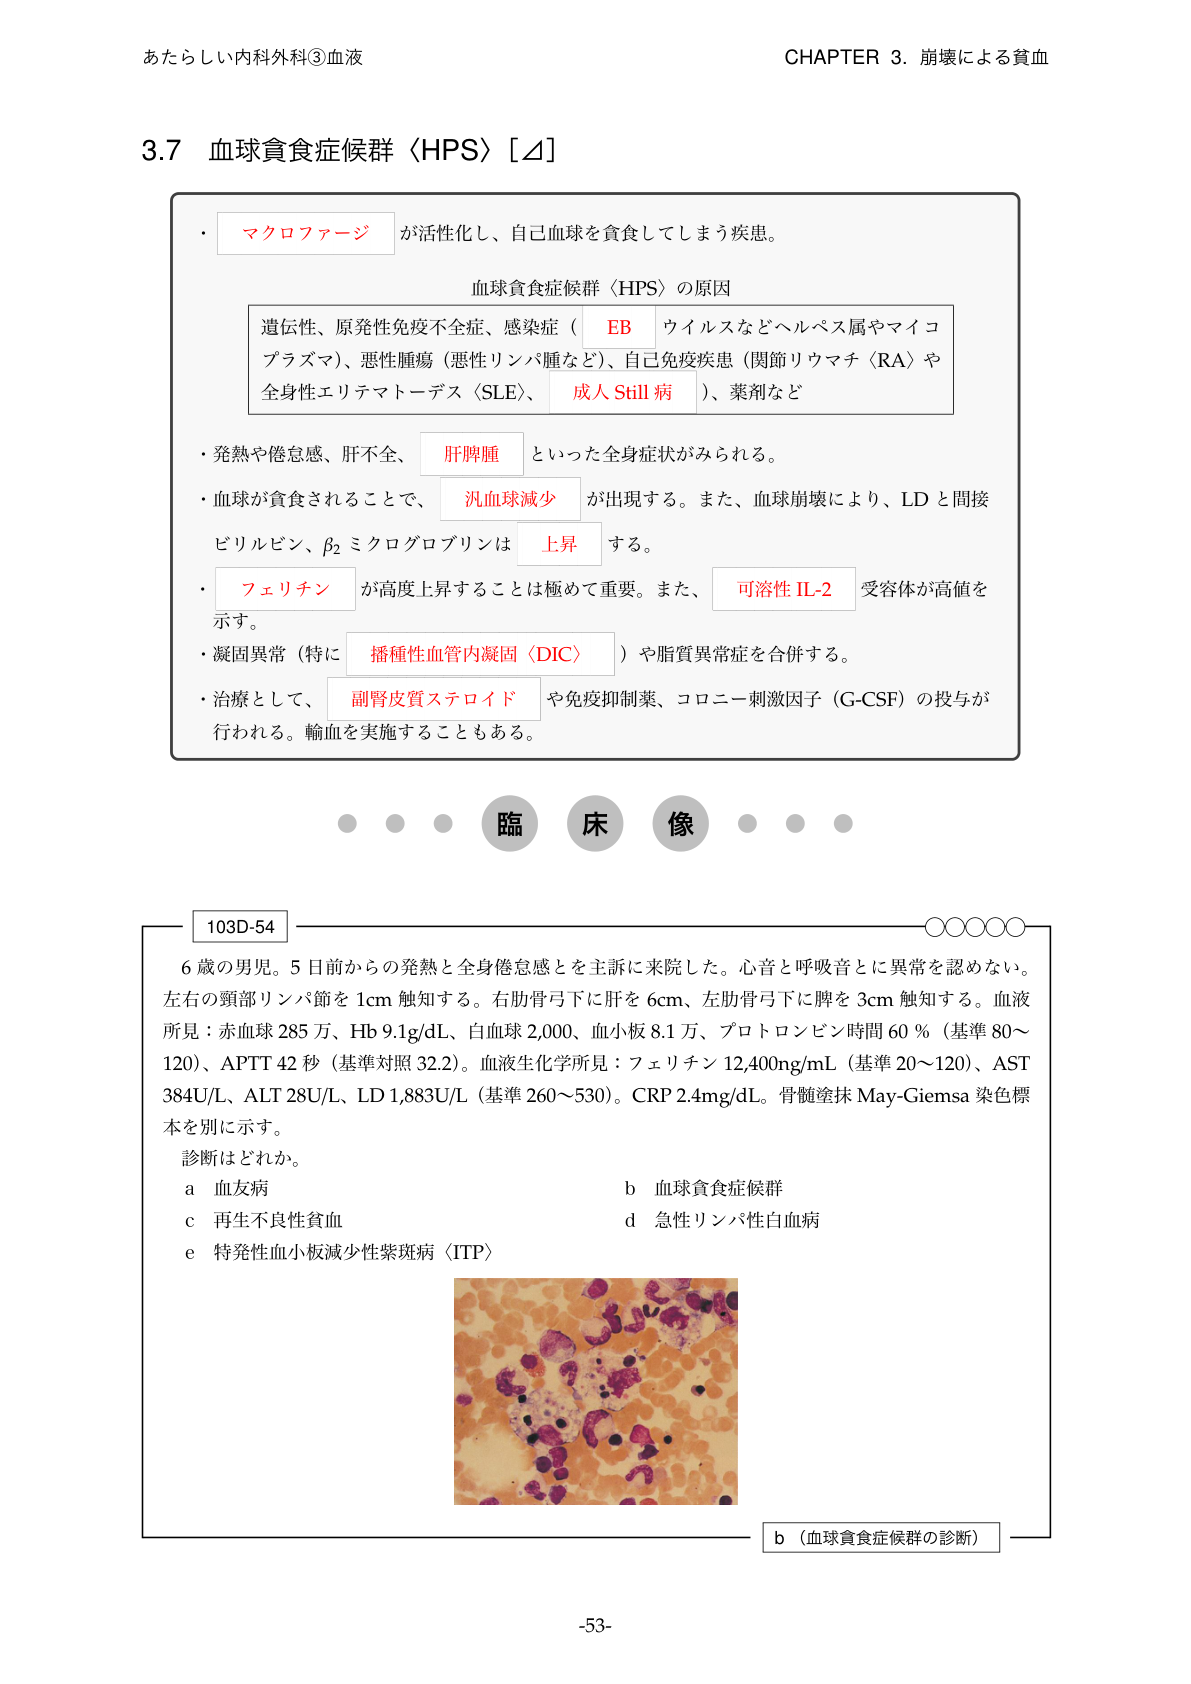 あたらしい内科外科③血液
CHAPTER 3. 崩壊による貧血
3.7 血球貪食症候群〈HPS〉[⊿]
・ マクロファージ が活性化し、自己血球を貪食してしまう疾患。
血球貪食症候群〈HPS〉の原因
遺伝性、原発性免疫不全症、感染症（ EB ウイルスなどヘルペス属やマイコ
プラズマ）、悪性腫瘍（悪性リンパ腫など）、自己免疫疾患（関節リウマチ〈RA〉や
全身性エリテマトーデス〈SLE〉、 成人 Still 病 ）、薬剤など
・発熱や倦怠感、肝不全、 肝脾腫 といった全身症状がみられる。
・血球が貪食されることで、 汎血球減少 が出現する。また、血球崩壊により、LD と間接
ビリルビン、β₂ ミクログロブリンは 上昇 する。
・ フェリチン が高度上昇することは極めて重要。また、 可溶性 IL-2 受容体が高値を
示す。
・凝固異常（特に 播種性血管内凝固〈DIC〉 ）や脂質異常症を合併する。
・治療として、 副腎皮質ステロイド や免疫抑制薬、コロニー刺激因子（G-CSF）の投与が
行われる。輸血を実施することもある。
臨床像
103D-54
6 歳の男児。5 日前からの発熱と全身倦怠感とを主訴に来院した。心音と呼吸音とに異常を認めない。
左右の頸部リンパ節を 1cm 触知する。右肋骨弓下に肝を 6cm、左肋骨弓下に脾を 3cm 触知する。血液
所見：赤血球 285 万、Hb 9.1g/dL、白血球 2,000、血小板 8.1 万、プロトロンビン時間 60 %（基準 80〜
120）、APTT 42 秒（基準対照 32.2）。血液生化学所見：フェリチン 12,400ng/mL（基準 20〜120）、AST
384U/L、ALT 28U/L、LD 1,883U/L（基準 260〜530）。CRP 2.4mg/dL。骨髄塗抹 May-Giemsa 染色標
本を別に示す。
診断はどれか。
a 血友病
b 血球貪食症候群
c 再生不良性貧血
d 急性リンパ性白血病
e 特発性血小板減少性紫斑病〈ITP〉
b （血球貪食症候群の診断）
-53-